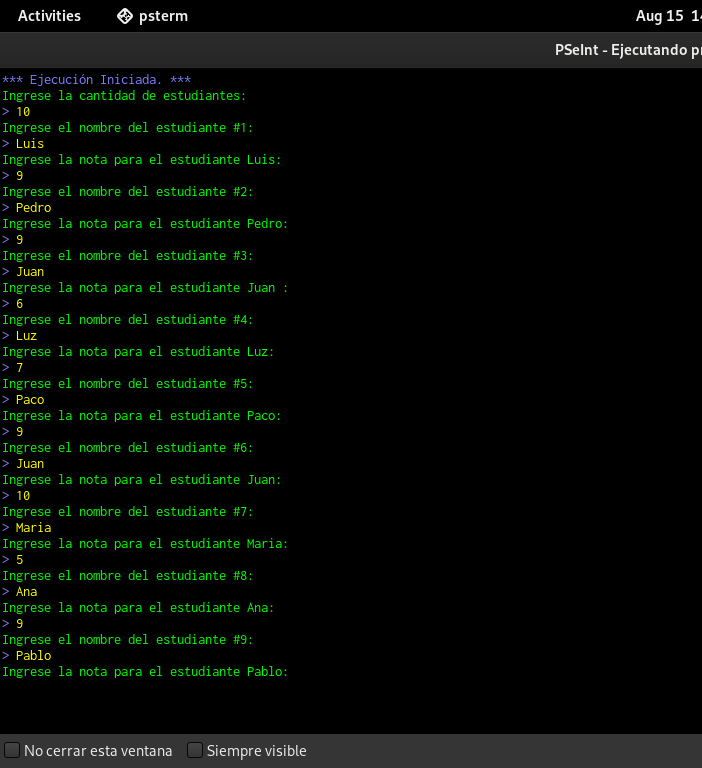 Activities psterm Aug 15
PSeInt - Ejecutando
*** Ejecución Iniciada. ***
Ingrese la cantidad de estudiantes:
> 10
Ingrese el nombre del estudiante #1:
> Luis
Ingrese la nota para el estudiante Luis:
> 9
Ingrese el nombre del estudiante #2:
> Pedro
Ingrese la nota para el estudiante Pedro:
> 9
Ingrese el nombre del estudiante #3:
> Juan
Ingrese la nota para el estudiante Juan :
> 6
Ingrese el nombre del estudiante #4:
> Luz
Ingrese la nota para el estudiante Luz:
> 7
Ingrese el nombre del estudiante #5:
> Paco
Ingrese la nota para el estudiante Paco:
> 9
Ingrese el nombre del estudiante #6:
> Juan
Ingrese la nota para el estudiante Juan:
> 10
Ingrese el nombre del estudiante #7:
> Maria
Ingrese la nota para el estudiante Maria:
> 5
Ingrese el nombre del estudiante #8:
> Ana
Ingrese la nota para el estudiante Ana:
> 9
Ingrese el nombre del estudiante #9:
> Pablo
Ingrese la nota para el estudiante Pablo:
No cerrar esta ventana Siempre visible